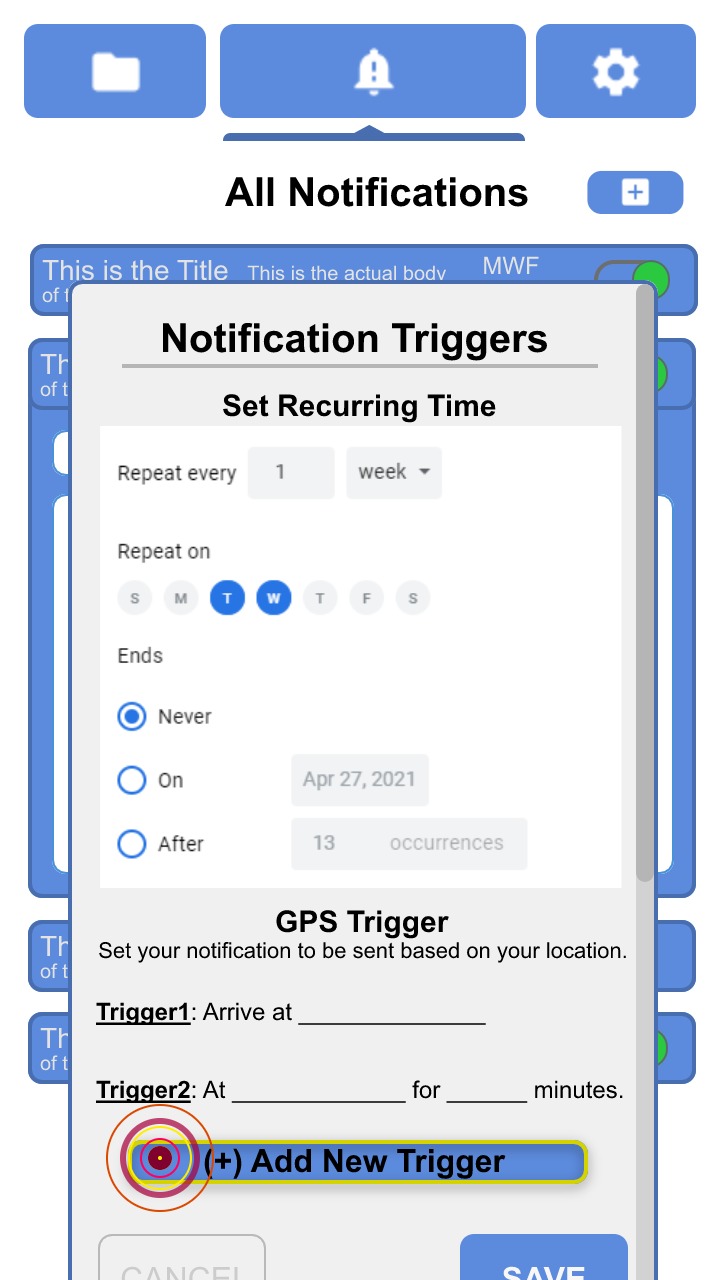 All Notifications
This is the Title This is the actual body MWF
of t
Notification Triggers
Th
of t
Set Recurring Time
Repeat every 1 week
Repeat on
S M T W T F S
Ends
Never
On Apr 27, 2021
After 13 occurrences
GPS Trigger
Th
Set your notification to be sent based on your location.
of t
Trigger1: Arrive at _______________
Th
of t
Trigger2: At ______________ for ______ minutes.
(+) Add New Trigger
CANCEL SAVE